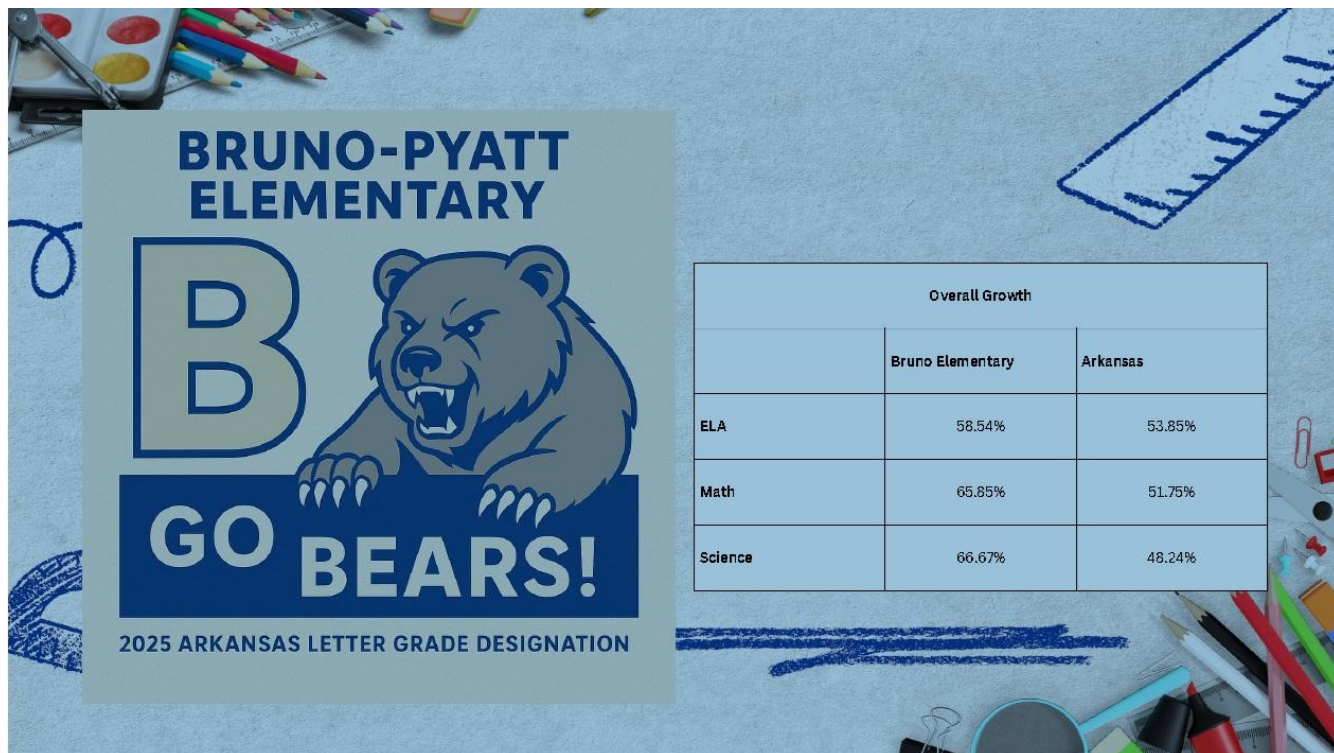 BRUNO-PYATT
ELEMENTARY
B
GO BEARS!
2025 ARKANSAS LETTER GRADE DESIGNATION
Overall Growth
Bruno Elementary Arkansas
ELA 58.54% 53.85%
Math 65.85% 51.75%
Science 66.67% 48.24%